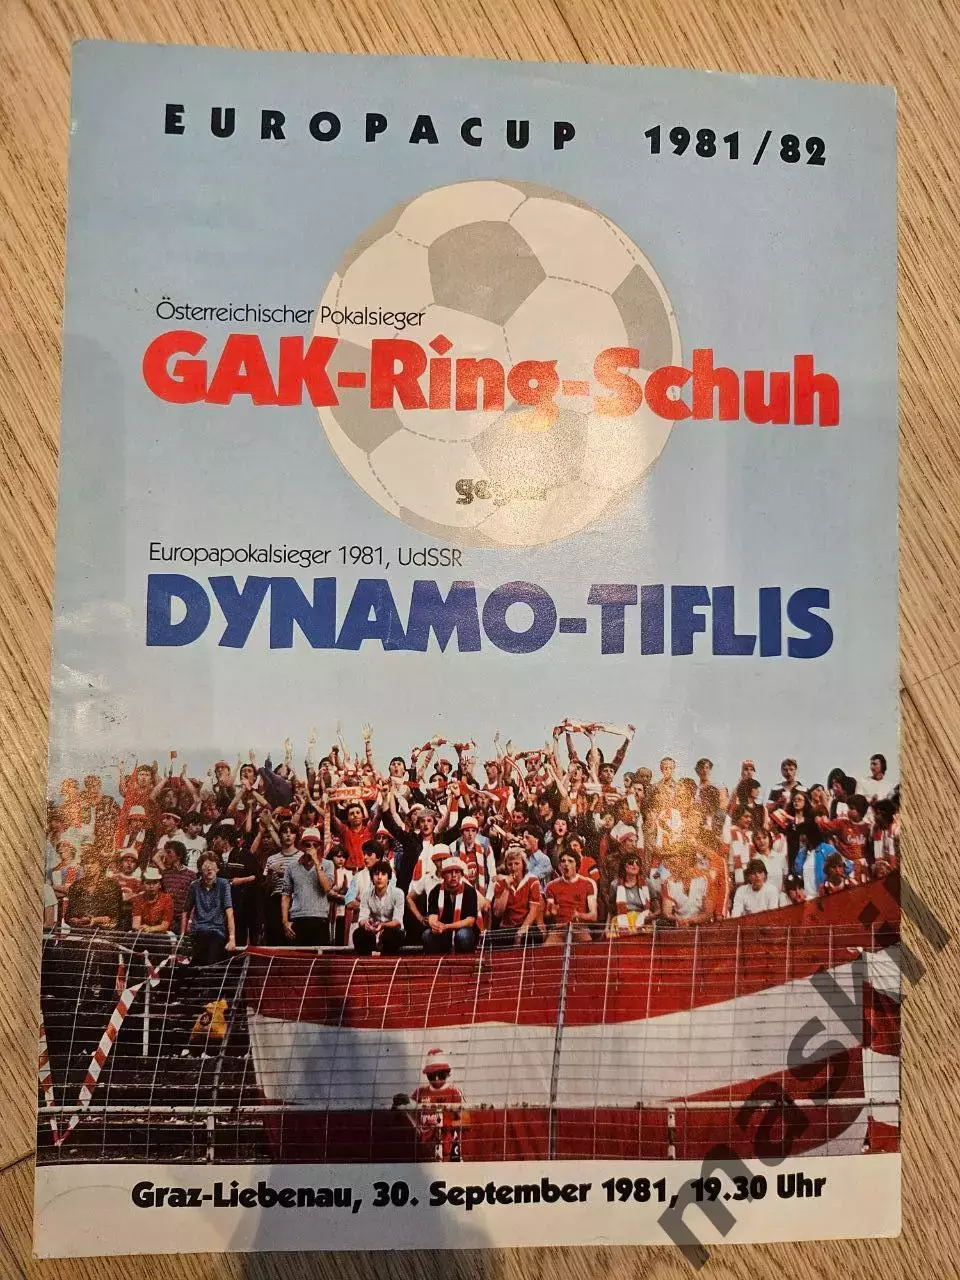 EUROPACUP 1981/82
Österreichischer Pokalsieger
GAK-Ring-Schuh
gegen
Europapokalsieger 1981, UdSSR
DYNAMO-TIFLIS
Graz-Liebenau, 30. September 1981, 19.30 Uhr